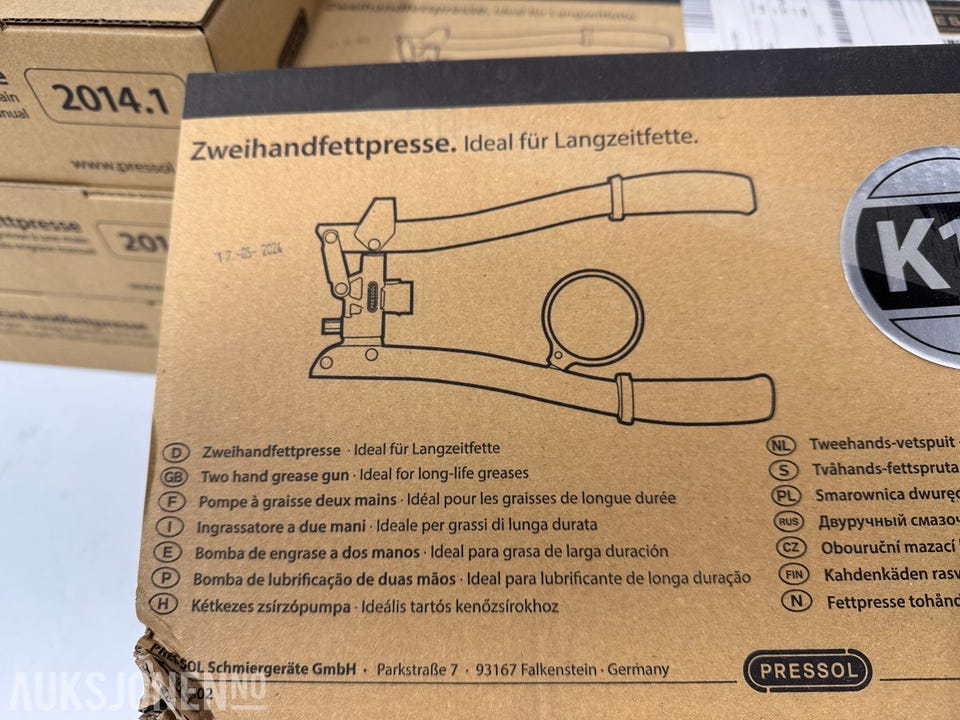 2014.1
www.pressol
201
Zweihandfettpresse. Ideal für Langzeitfette.
17 -05- 2024
K1
D Zweihandfettpresse · Ideal für Langzeitfette
GB Two hand grease gun · Ideal for long-life greases
F Pompe à graisse deux mains · Idéal pour les graisses de longue durée
I Ingrassatore a due mani · Ideale per grassi di lunga durata
E Bomba de engrase a dos manos · Ideal para grasa de larga duración
P Bomba de lubrificação de duas mãos · Ideal para lubrificante de longa duração
H Kétkezes zsírzópumpa · Ideális tartós kenőzsírokhoz
NL Tweehands-vetspuit ·
S Tvåhands-fettspruta
PL Smarownica dwuręc
RUS Двуручный смазоч
CZ Obouruční mazací
FIN Kahdenkäden rasv
N Fettpresse tohånd
PRESSOL Schmiergeräte GmbH · Parkstraße 7 · 93167 Falkenstein · Germany
PRESSOL
02
AUKSJONEN.NO